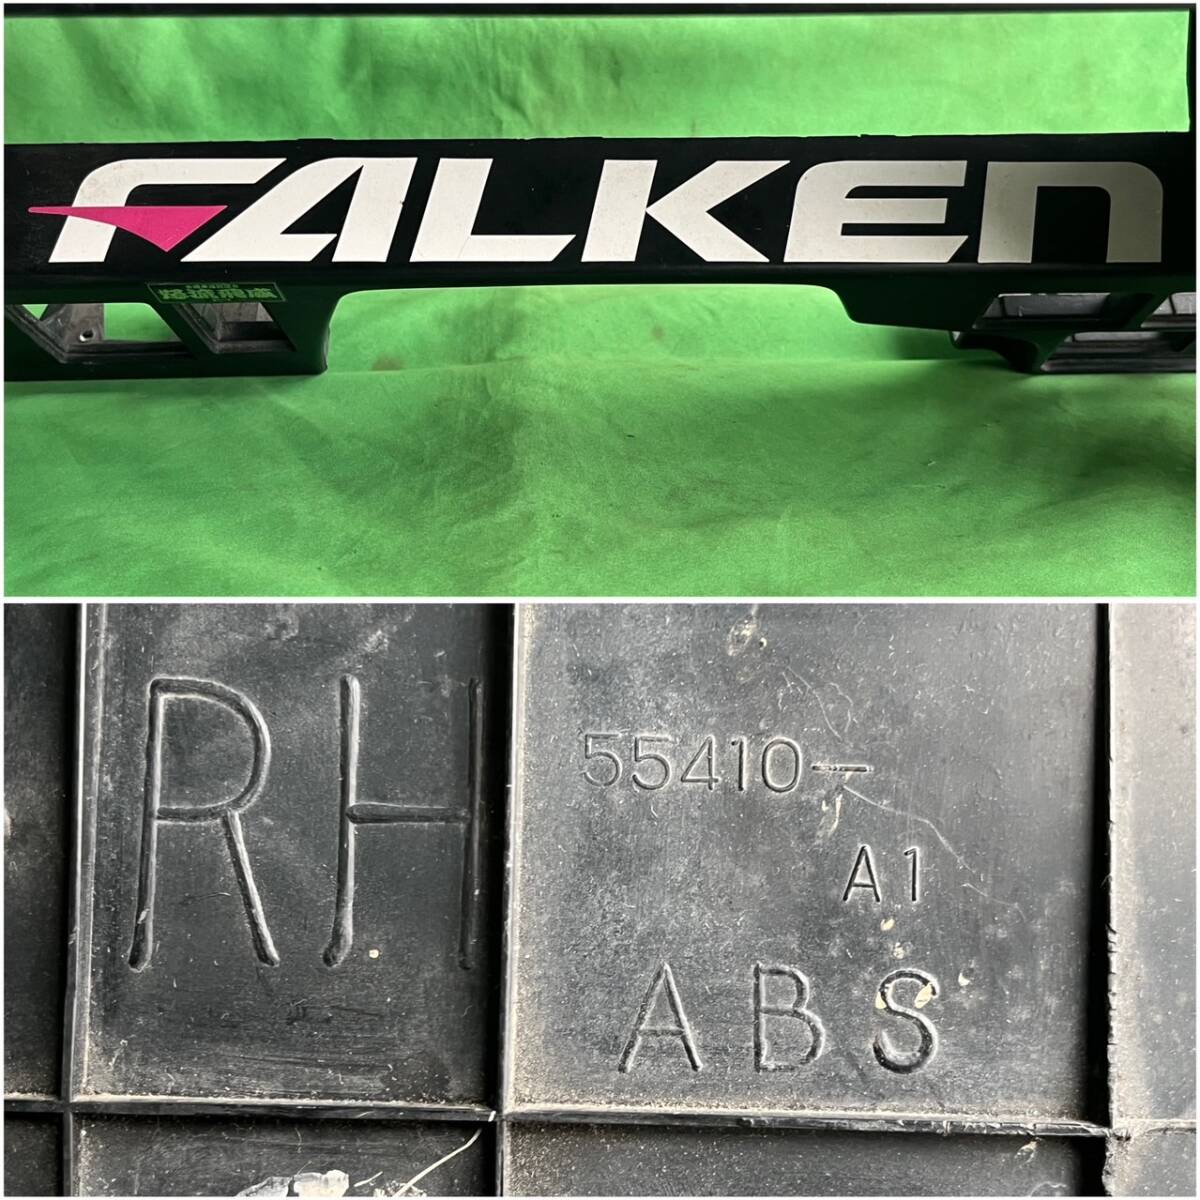 FALKEN
RH
55410-
A1
ABS